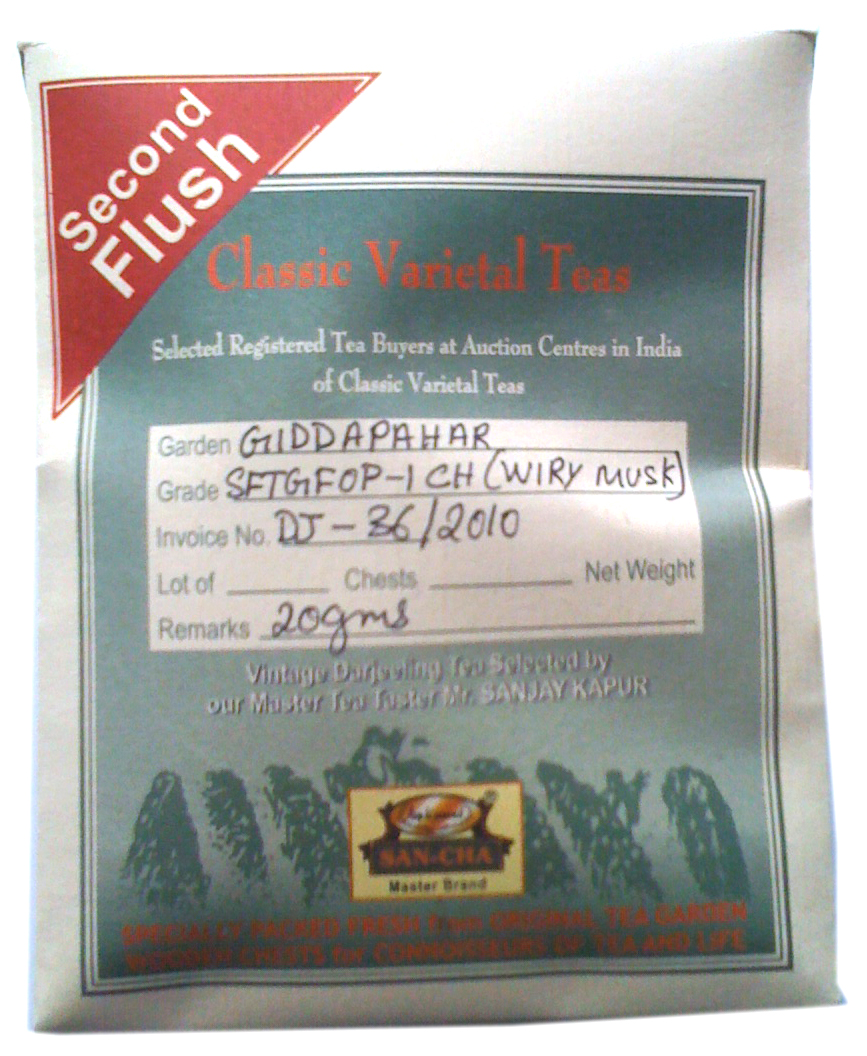 Second
Flush
Classic Varietal Teas
Selected Registered Tea Buyers at Auction Centres in India
of Classic Varietal Teas
Garden GIDDAPAHAR
Grade SFTGFOP-1 CH (WIRY MUSK)
Invoice No. DJ-36/2010
Lot of ______ Chests ______ Net Weight
Remarks 20gms
Vintage Darjeeling Tea Selected by
our Master Tea Taster Mr. SANJAY KAPUR
SAN-CHA
Master Brand
SPECIALLY PACKED FRESH from ORIGINAL TEA GARDEN
WOODEN CHESTS for CONNOISSEURS OF TEA AND LIFE